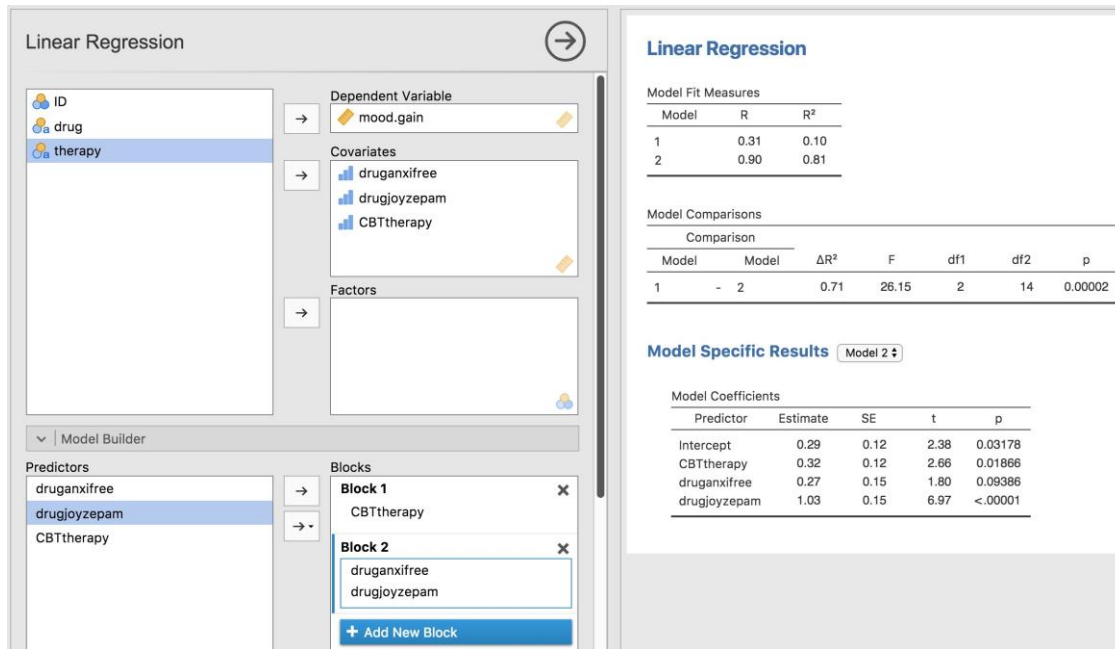 Linear Regression
ID
drug
therapy
Dependent Variable
mood.gain
Covariates
druganxifree
drugjoyzepam
CBTtherapy
Factors
Model Builder
Predictors
druganxifree
drugjoyzepam
CBTtherapy
Blocks
Block 1
CBTtherapy
Block 2
druganxifree
drugjoyzepam
+ Add New Block
Linear Regression
Model Fit Measures
Model R R²
1 0.31 0.10
2 0.90 0.81
Model Comparisons
Comparison
Model Model ΔR² F df1 df2 p
1 - 2 0.71 26.15 2 14 0.00002
Model Specific Results Model 2
Model Coefficients
Predictor Estimate SE t p
Intercept 0.29 0.12 2.38 0.03178
CBTtherapy 0.32 0.12 2.66 0.01866
druganxifree 0.27 0.15 1.80 0.09386
drugjoyzepam 1.03 0.15 6.97 <.00001